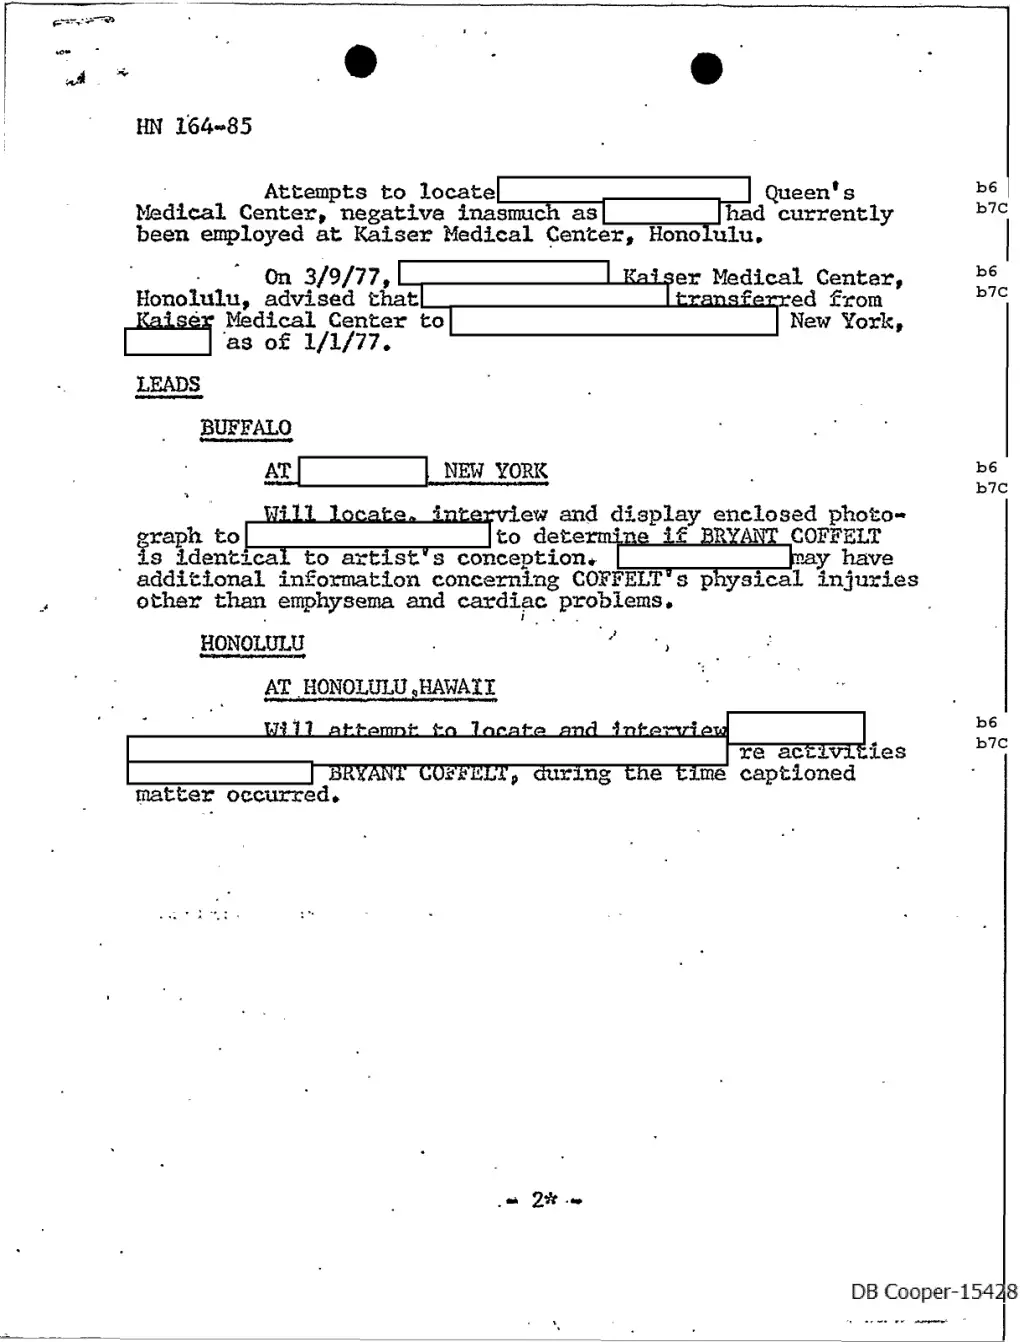 HN 164-85
Attempts to locate Queen's b6
Medical Center, negative inasmuch as had currently b7C
been employed at Kaiser Medical Center, Honolulu.
On 3/9/77, Kaiser Medical Center, b6
Honolulu, advised that transferred from b7C
Kaiser Medical Center to New York,
as of 1/1/77.
LEADS
BUFFALO
AT , NEW YORK b6
b7C
Will locate, interview and display enclosed photo-
graph to to determine if BRYANT COFFELT
is identical to artist's conception. may have
additional information concerning COFFELT's physical injuries
other than emphysema and cardiac problems.
HONOLULU
AT HONOLULU, HAWAII
Will attempt to locate and interview b6
re activities b7C
BRYANT COFFELT, during the time captioned
matter occurred.
- 2* -
DB Cooper-15428